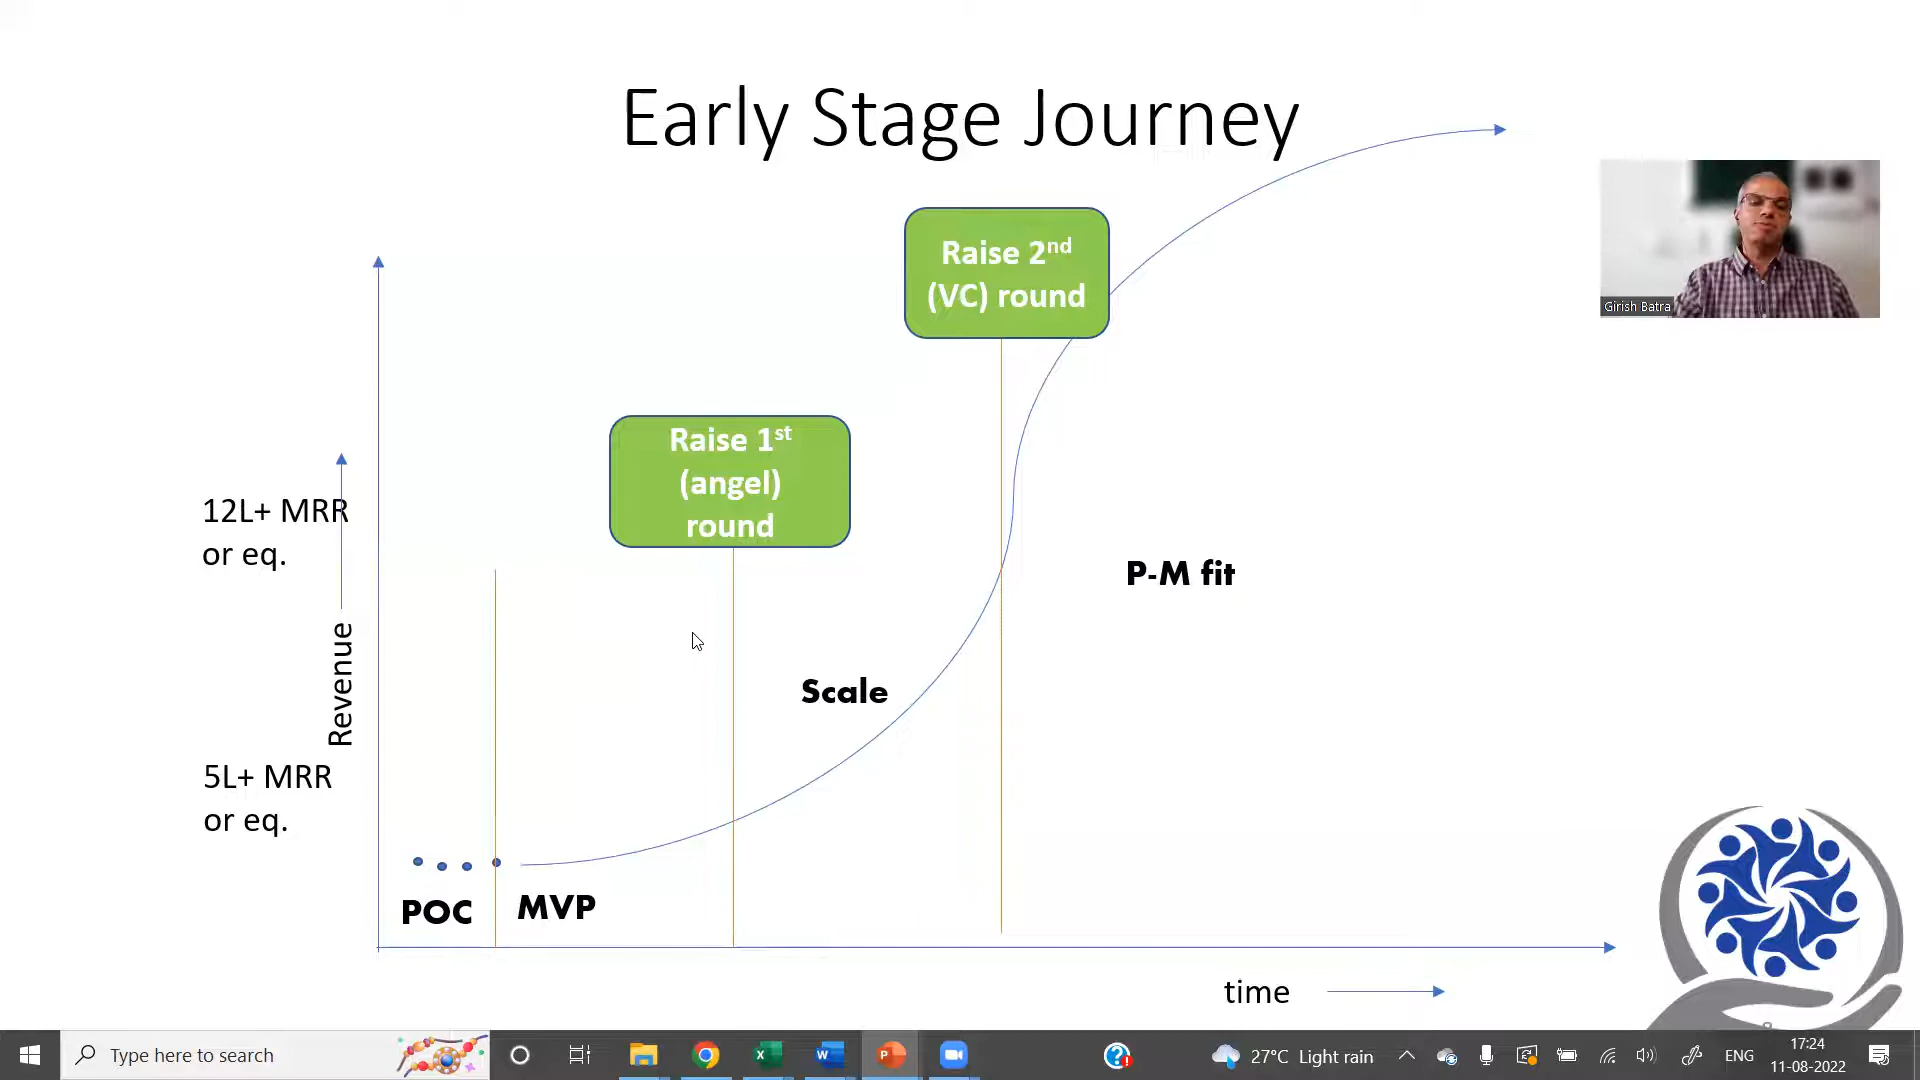 Early Stage Journey
Raise 2nd
(VC) round
Girish Batra
Raise 1st
(angel)
round
12L+ MRR
or eq.
P-M fit
Revenue
Scale
5L+ MRR
or eq.
POC
MVP
time
Type here to search
27°C Light rain
ENG
17:24
11-08-2022